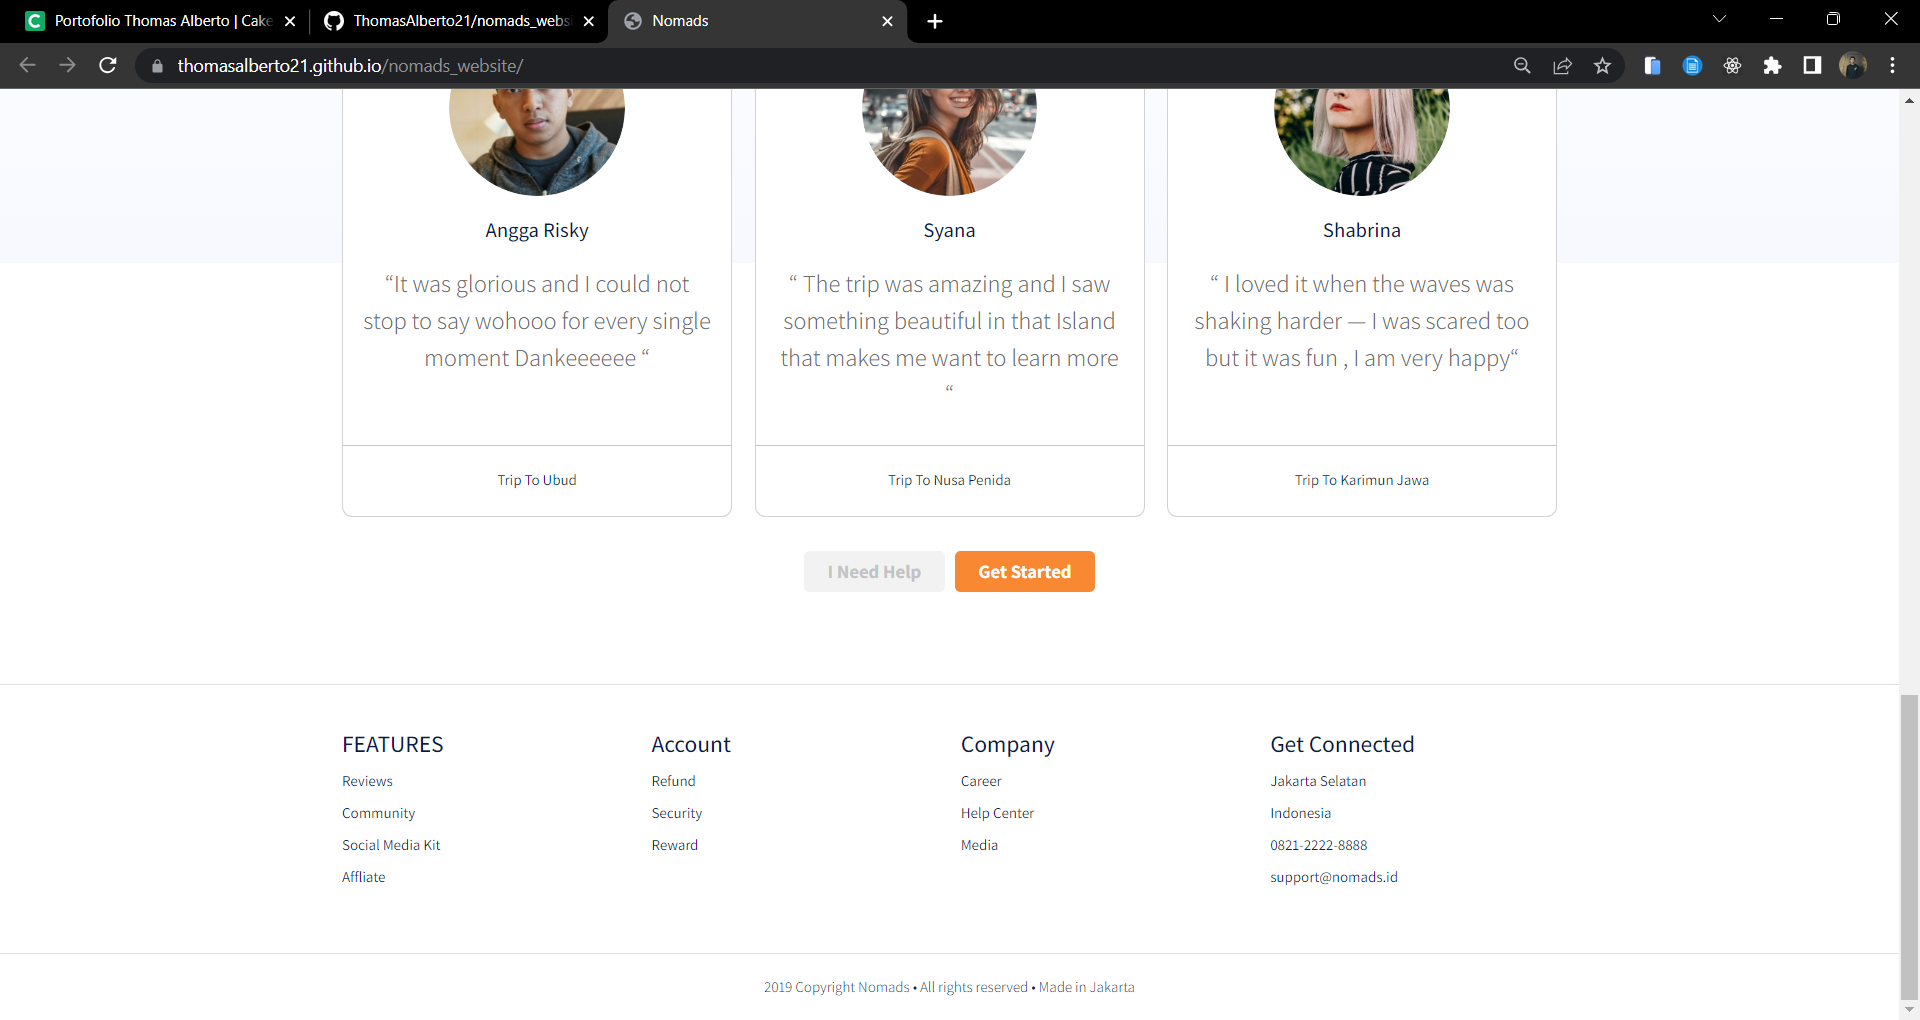 Portofolio Thomas Alberto | Cake
ThomasAlberto21/nomads_webs
Nomads
thomasalberto21.github.io/nomads_website/
Angga Risky
“It was glorious and I could not
stop to say wohooo for every single
moment Dankeeeeee “
Syana
“ The trip was amazing and I saw
something beautiful in that Island
that makes me want to learn more
“
Shabrina
“ I loved it when the waves was
shaking harder — I was scared too
but it was fun , I am very happy“
Trip To Ubud
Trip To Nusa Penida
Trip To Karimun Jawa
I Need Help
Get Started
FEATURES
Reviews
Community
Social Media Kit
Affliate
Account
Refund
Security
Reward
Company
Career
Help Center
Media
Get Connected
Jakarta Selatan
Indonesia
0821-2222-8888
support@nomads.id
2019 Copyright Nomads • All rights reserved • Made in Jakarta